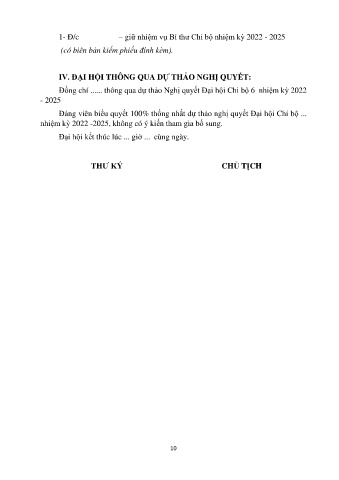 1- Đ/c – giữ nhiệm vụ Bí thư Chi bộ nhiệm kỳ 2022 - 2025
(có biên bản kiểm phiếu đính kèm).
IV. ĐẠI HỘI THÔNG QUA DỰ THẢO NGHỊ QUYẾT:
Đồng chí ...... thông qua dự thảo Nghị quyết Đại hội Chi bộ 6 nhiệm kỳ 2022
- 2025
Đảng viên biểu quyết 100% thống nhất dự thảo nghị quyết Đại hội Chi bộ ...
nhiệm kỳ 2022 -2025, không có ý kiến tham gia bổ sung.
Đại hội kết thúc lúc ... giờ ... cùng ngày.
THƯ KÝ CHỦ TỊCH
10